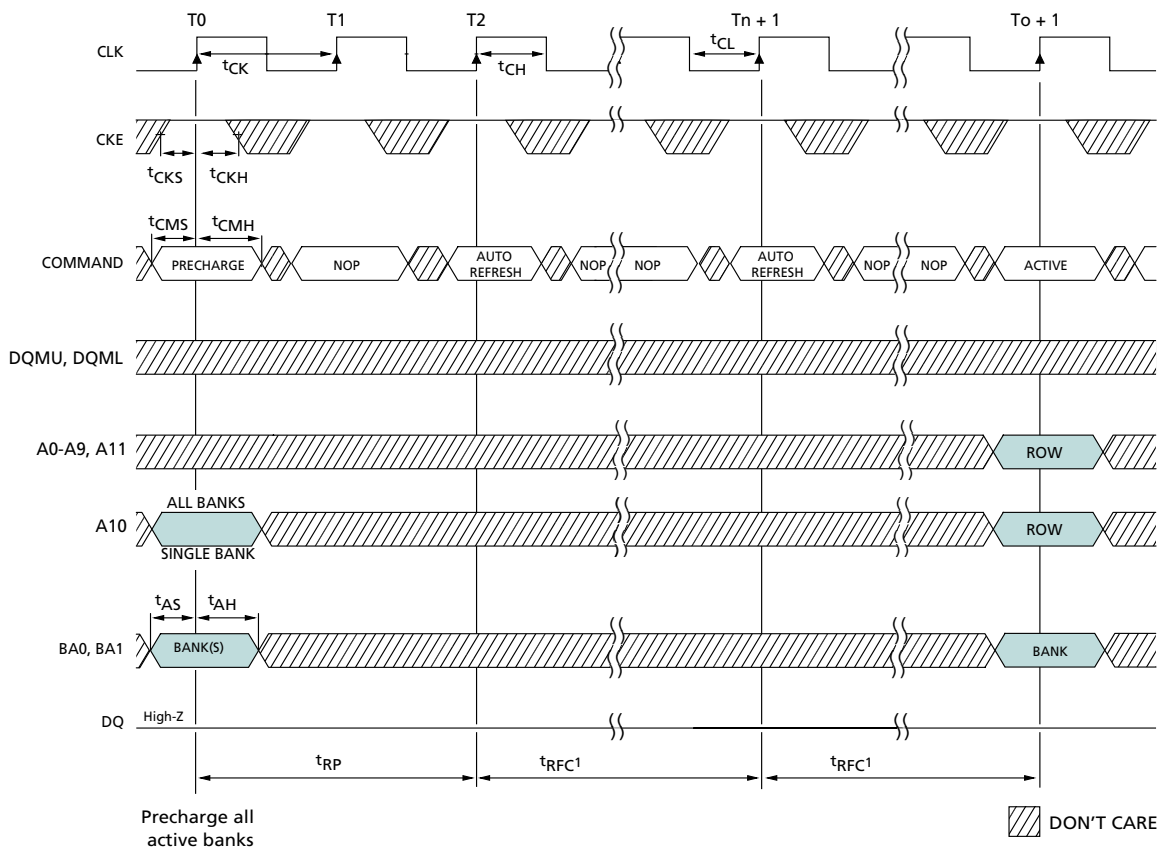 T0 T1 T2 Tn + 1 To + 1
CLK
tCK tCH tCL
CKE
tCKS tCKH
tCMS tCMH
COMMAND PRECHARGE NOP AUTO REFRESH NOP NOP AUTO REFRESH NOP NOP ACTIVE
DQMU, DQML
A0-A9, A11 ROW
ALL BANKS
A10 ROW
SINGLE BANK
tAS tAH
BA0, BA1 BANK(S) BANK
DQ High-Z
tRP tRFC1 tRFC1
Precharge all
active banks
DON'T CARE